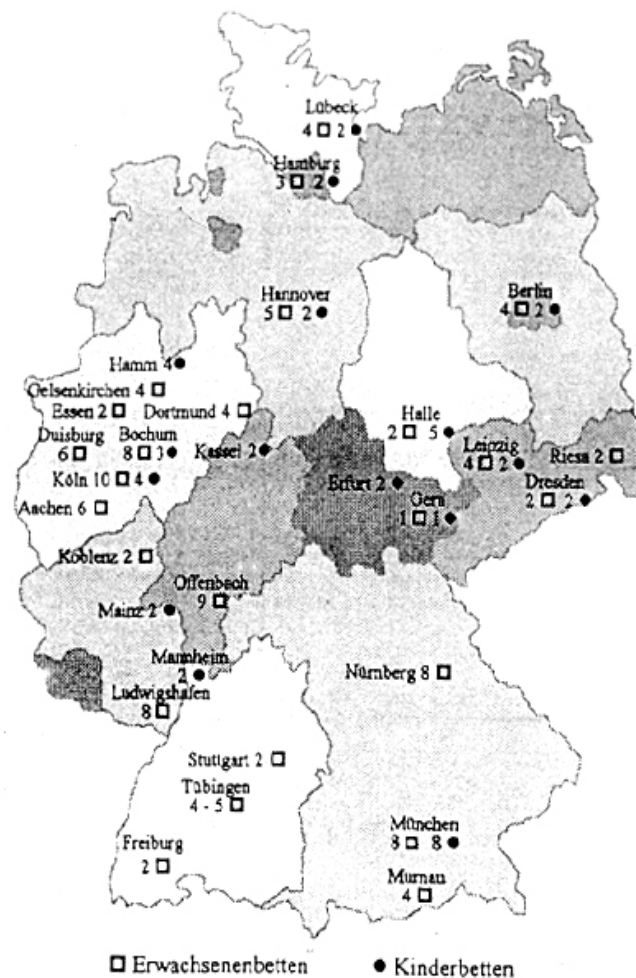 Lübeck
4 □ 2 ●
Hamburg
3 □ 2 ●
Hannover
5 □ 2 ●
Berlin
4 □ 2 ●
Hamm 4 ●
Gelsenkirchen 4 □
Essen 2 □ Dortmund 4 □
Halle
2 □ 5 ●
Duisburg
6 □
Bochum
8 □ 3 ●
Kassel 2 ●
Leipzig
4 □ 2 ●
Riesa 2 □
Köln 10 □ 4 ●
Erfurt 2 ●
Dresden
2 □ 2 ●
Aachen 6 □
Gera
1 □ 1 ●
Koblenz 2 □
Offenbach
9 □
Mainz 2 ●
Mannheim
2 ●
Nürnberg 8 □
Ludwigshafen
8 □
Stuttgart 2 □
Tübingen
4 - 5 □
München
8 □ 8 ●
Freiburg
2 □
Murnau
4 □
□ Erwachsenenbetten ● Kinderbetten